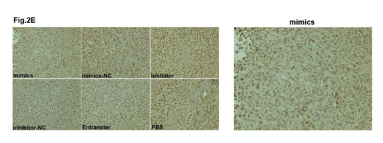 Fig.2E
mimics
mimics-NC
inhibitor
inhibitor-NC
Entranster
PBS
mimics